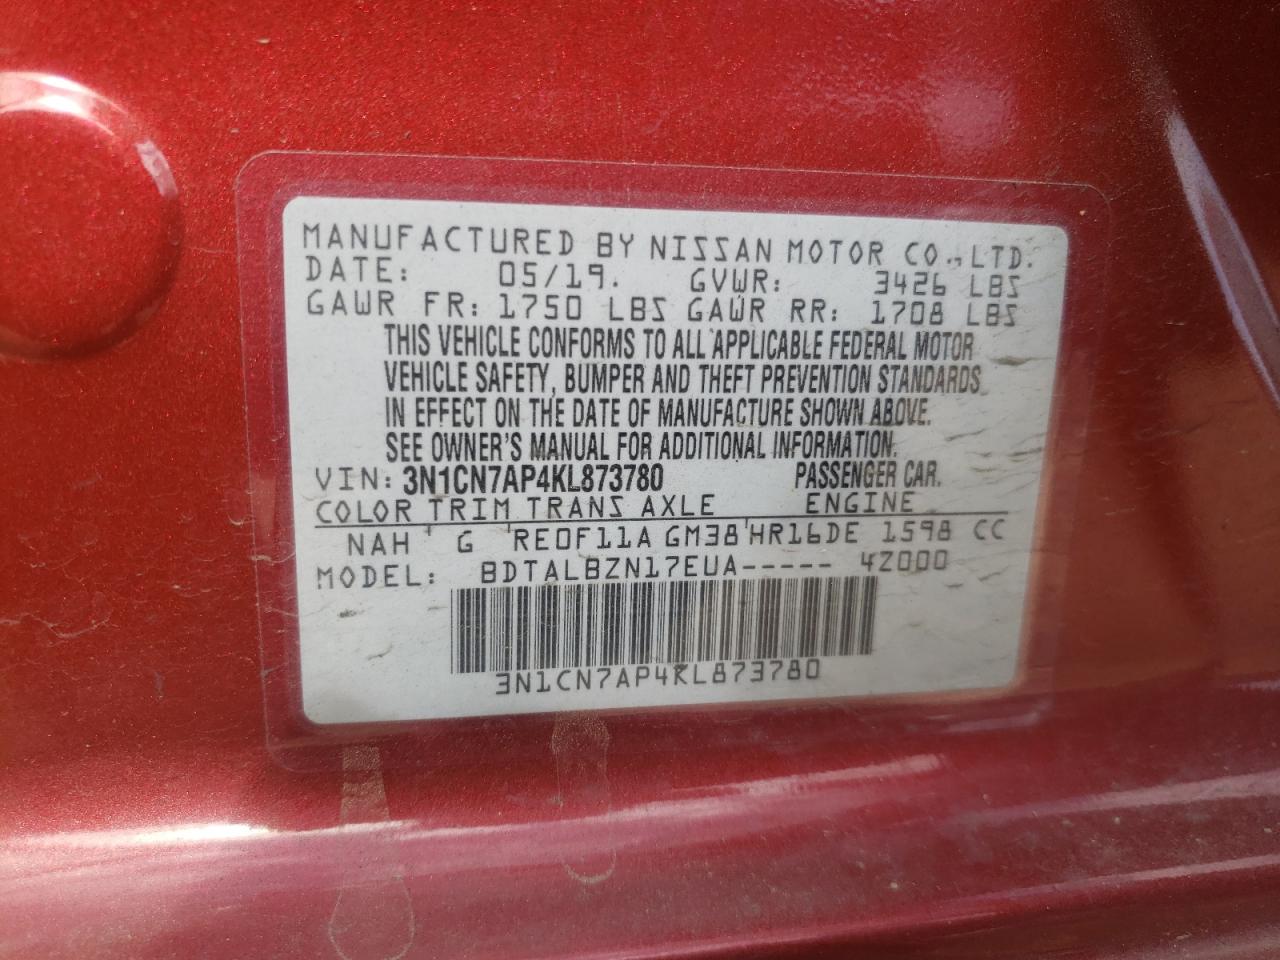 MANUFACTURED BY NISSAN MOTOR CO., LTD.
DATE: 05/19. GVWR: 3426 LBS
GAWR FR: 1750 LBS GAWR RR: 1708 LBS
THIS VEHICLE CONFORMS TO ALL APPLICABLE FEDERAL MOTOR
VEHICLE SAFETY, BUMPER AND THEFT PREVENTION STANDARDS
IN EFFECT ON THE DATE OF MANUFACTURE SHOWN ABOVE.
SEE OWNER'S MANUAL FOR ADDITIONAL INFORMATION.
VIN: 3N1CN7AP4KL873780 PASSENGER CAR.
COLOR TRIM TRANS AXLE ENGINE
NAH G RE0F11A GM38 HR16DE 1598 CC
MODEL: BDTALBZN17EUA----- 4Z000
3N1CN7AP4KL873780